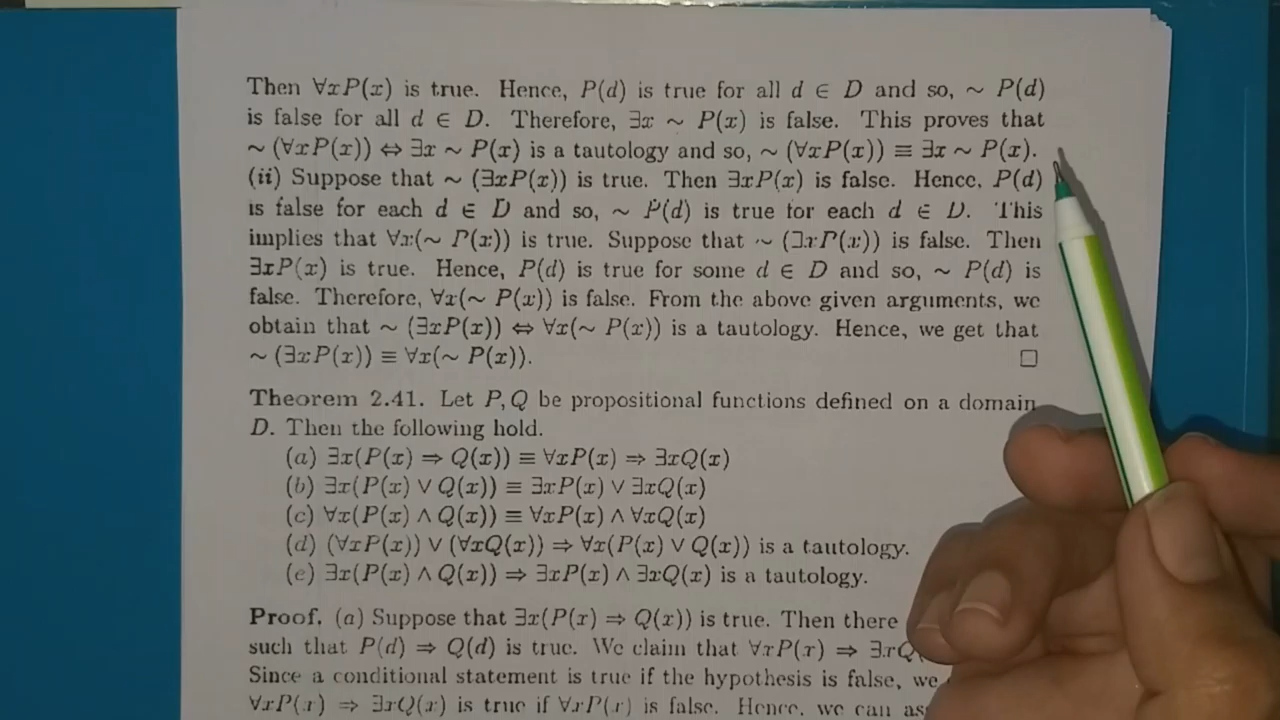 Then ∀xP(x) is true. Hence, P(d) is true for all d ∈ D and so, ∼ P(d)
is false for all d ∈ D. Therefore, ∃x ∼ P(x) is false. This proves that
∼ (∀xP(x)) ⇔ ∃x ∼ P(x) is a tautology and so, ∼ (∀xP(x)) ≡ ∃x ∼ P(x).
(ii) Suppose that ∼ (∃xP(x)) is true. Then ∃xP(x) is false. Hence, P(d)
is false for each d ∈ D and so, ∼ P(d) is true for each d ∈ D. This
implies that ∀x(∼ P(x)) is true. Suppose that ∼ (∃xP(x)) is false. Then
∃xP(x) is true. Hence, P(d) is true for some d ∈ D and so, ∼ P(d) is
false. Therefore, ∀x(∼ P(x)) is false. From the above given arguments, we
obtain that ∼ (∃xP(x)) ⇔ ∀x(∼ P(x)) is a tautology. Hence, we get that
∼ (∃xP(x)) ≡ ∀x(∼ P(x)). □
Theorem 2.41. Let P, Q be propositional functions defined on a domain
D. Then the following hold.
(a) ∃x(P(x) ⇒ Q(x)) ≡ ∀xP(x) ⇒ ∃xQ(x)
(b) ∃x(P(x) ∨ Q(x)) ≡ ∃xP(x) ∨ ∃xQ(x)
(c) ∀x(P(x) ∧ Q(x)) ≡ ∀xP(x) ∧ ∀xQ(x)
(d) (∀xP(x)) ∨ (∀xQ(x)) ⇒ ∀x(P(x) ∨ Q(x)) is a tautology.
(e) ∃x(P(x) ∧ Q(x)) ⇒ ∃xP(x) ∧ ∃xQ(x) is a tautology.
Proof. (a) Suppose that ∃x(P(x) ⇒ Q(x)) is true. Then there
such that P(d) ⇒ Q(d) is true. We claim that ∀xP(x) ⇒ ∃xQ(
Since a conditional statement is true if the hypothesis is false, we
∀xP(x) ⇒ ∃xQ(x) is true if ∀xP(x) is false. Hence, we can as